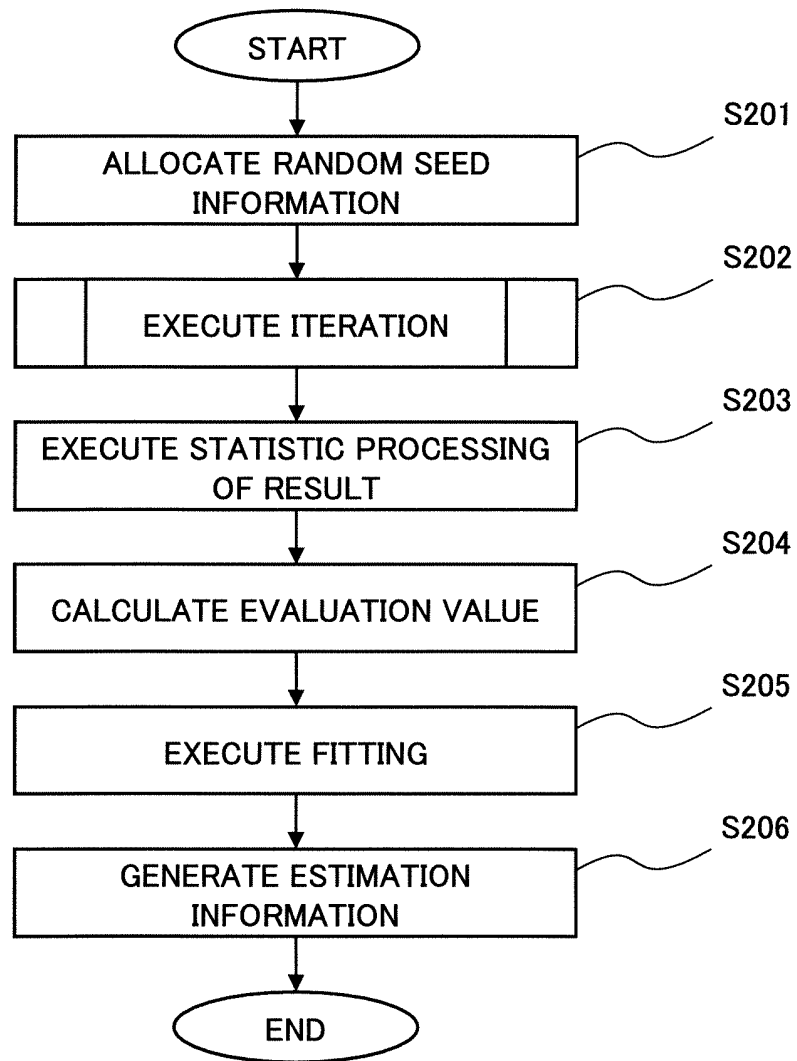 START
S201
ALLOCATE RANDOM SEED
INFORMATION
S202
EXECUTE ITERATION
S203
EXECUTE STATISTIC PROCESSING
OF RESULT
S204
CALCULATE EVALUATION VALUE
S205
EXECUTE FITTING
S206
GENERATE ESTIMATION
INFORMATION
END